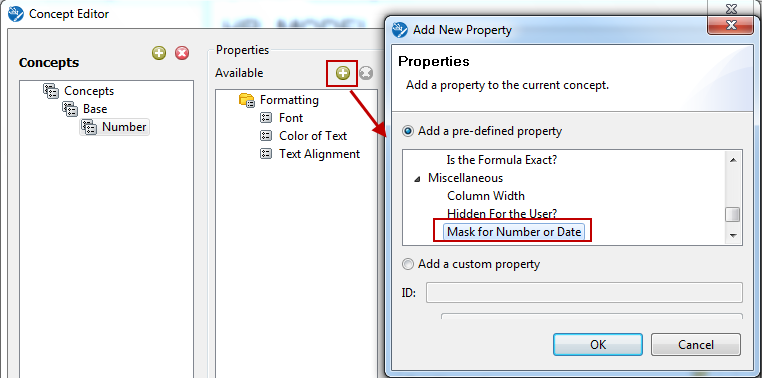 Concept Editor
Concepts
Concepts
Base
Number
Properties
Available
Formatting
Font
Color of Text
Text Alignment
Add New Property
Properties
Add a property to the current concept.
Add a pre-defined property
Is the Formula Exact?
Miscellaneous
Column Width
Hidden For the User?
Mask for Number or Date
Add a custom property
ID:
OK
Cancel